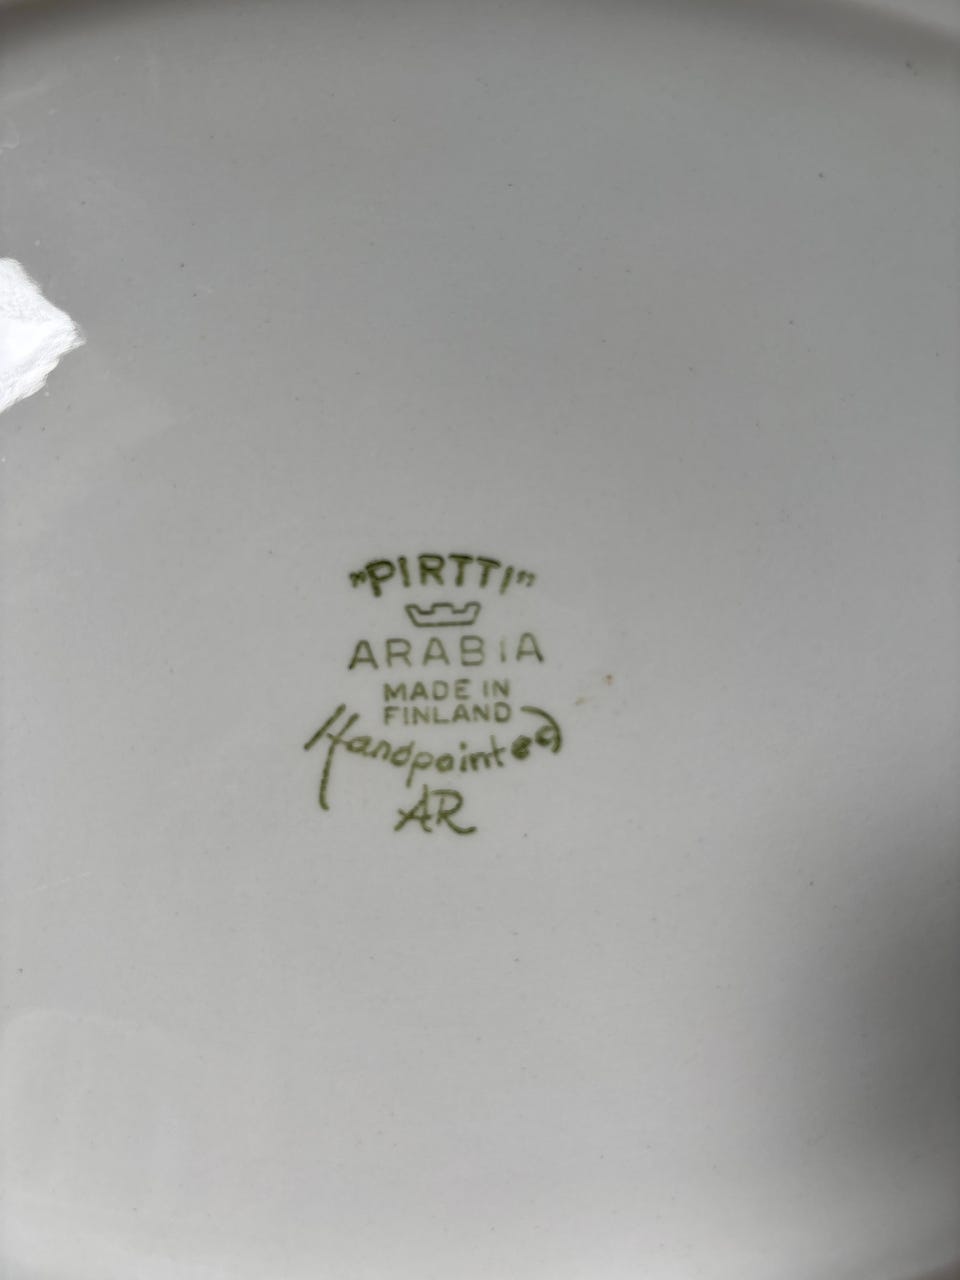 "PIRTTI"
ARABIA
MADE IN
FINLAND
Handpainted
AR